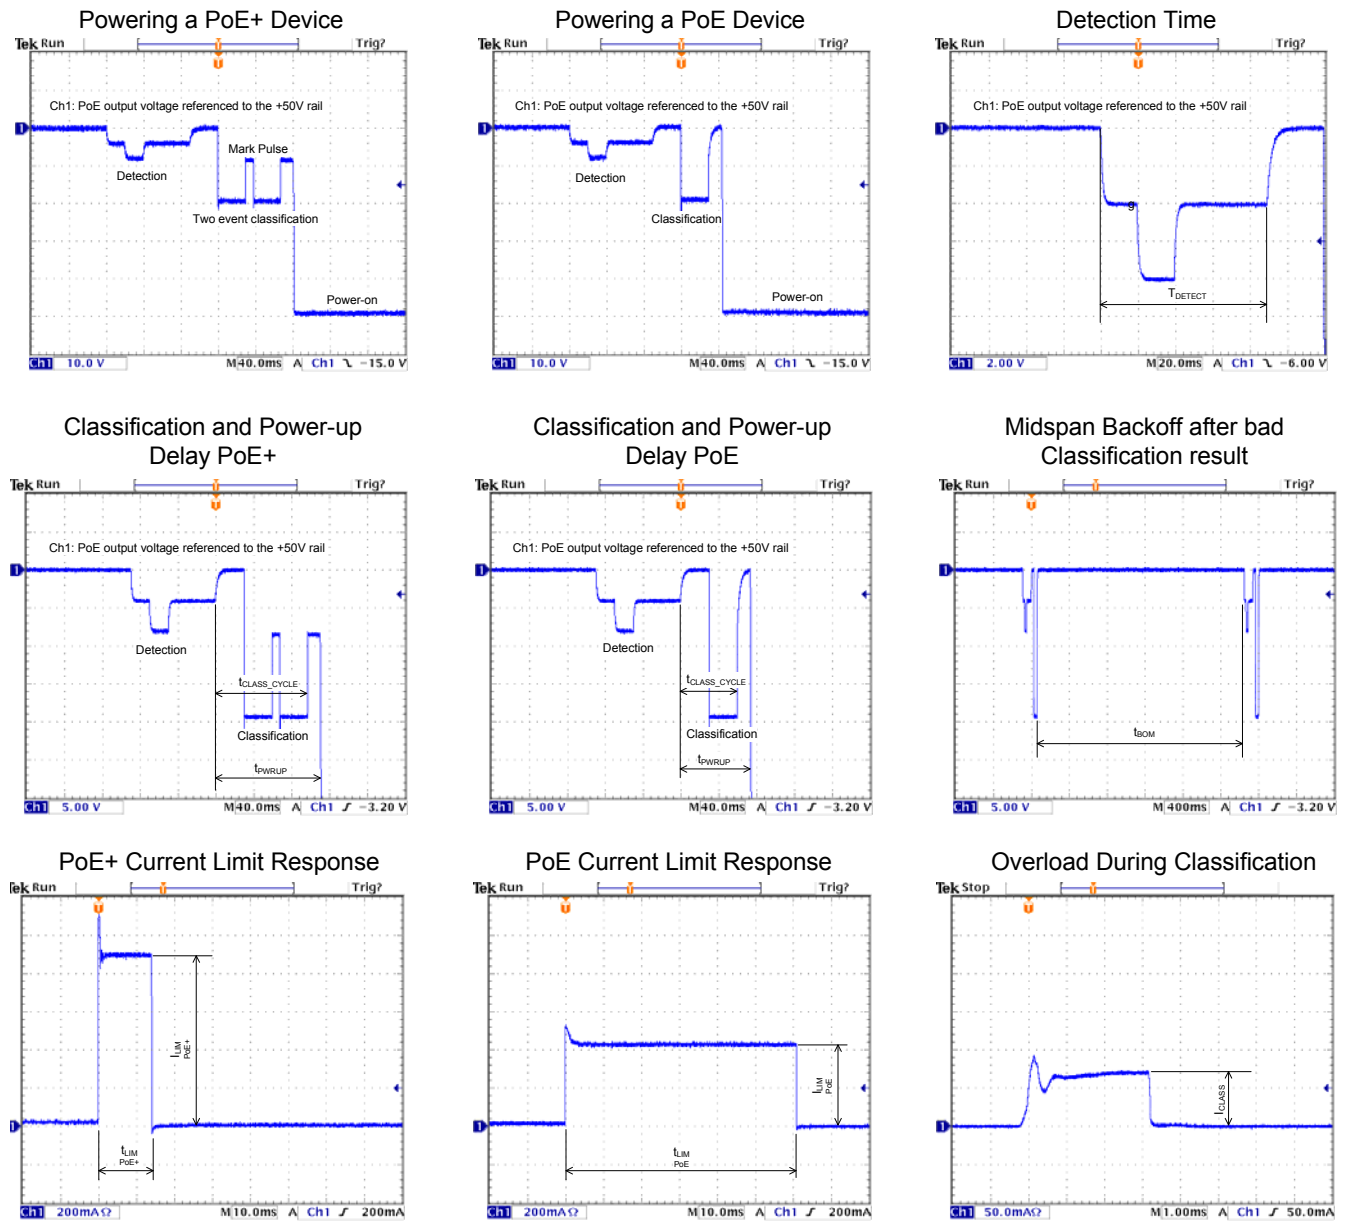 Powering a PoE+ Device
Tek Run
Trig?
T
T
Ch1: PoE output voltage referenced to the +50V rail
1
Mark Pulse
Detection
Two event classification
Power-on
Ch1 10.0 V M40.0ms A Ch1 -15.0 V
Powering a PoE Device
Tek Run
Trig?
T
T
Ch1: PoE output voltage referenced to the +50V rail
1
Detection
Classification
Power-on
Ch1 10.0 V M40.0ms A Ch1 -15.0 V
Detection Time
Tek Run
Trig?
T
T
Ch1: PoE output voltage referenced to the +50V rail
1
g
TDETECT
Ch1 2.00 V M20.0ms A Ch1 -6.00 V
Classification and Power-up
Delay PoE+
Tek Run
Trig?
T
T
Ch1: PoE output voltage referenced to the +50V rail
1
Detection
tCLASS_CYCLE
Classification
tPWRUP
Ch1 5.00 V M40.0ms A Ch1 -3.20 V
Classification and Power-up
Delay PoE
Tek Run
Trig?
T
T
Ch1: PoE output voltage referenced to the +50V rail
1
Detection
tCLASS_CYCLE
Classification
tPWRUP
Ch1 5.00 V M40.0ms A Ch1 -3.20 V
Midspan Backoff after bad
Classification result
Tek Run
Trig?
T
T
1
tBOM
Ch1 5.00 V M400ms A Ch1 -3.20 V
PoE+ Current Limit Response
Tek Run
Trig?
T
T
ILIM
PoE+
1
tLIM
PoE+
Ch1 200mAΩ M10.0ms A Ch1 200mA
PoE Current Limit Response
Tek Run
Trig?
T
T
ILIM
PoE
1
tLIM
PoE
Ch1 200mAΩ M10.0ms A Ch1 200mA
Overload During Classification
Tek Stop
Trig?
T
T
ICLASS
1
Ch1 50.0mAΩ M1.00ms A Ch1 50.0mA